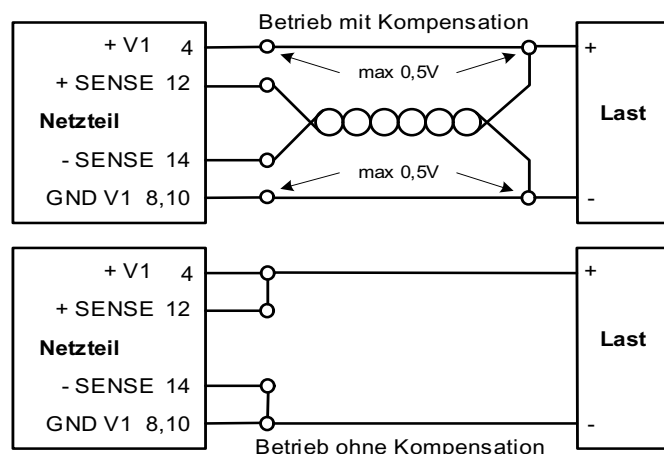 Betrieb mit Kompensation
+ V1 4
+
max 0,5V
+ SENSE 12
Netzteil
Last
- SENSE 14
max 0,5V
GND V1 8,10
-
+ V1 4
+
+ SENSE 12
Netzteil
Last
- SENSE 14
GND V1 8,10
-
Betrieb ohne Kompensation